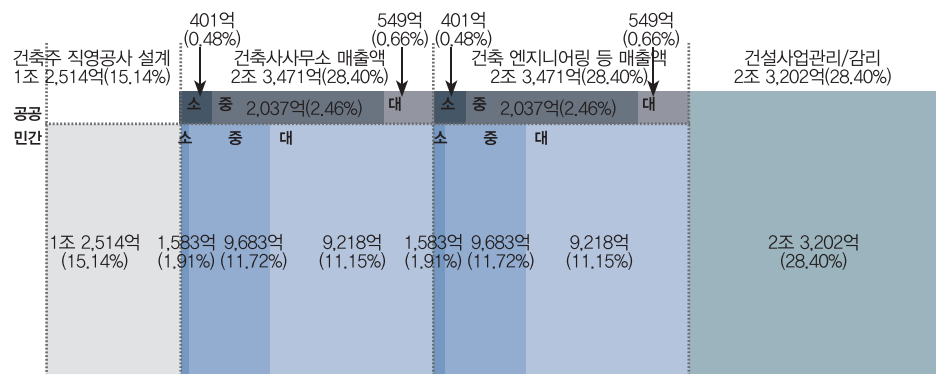 401억
(0.48%)
549억
(0.66%)
401억
(0.48%)
549억
(0.66%)
건축주 직영공사 설계
1조 2,514억(15.14%)
건축사사무소 매출액
2조 3,471억(28.40%)
건축 엔지니어링 등 매출액
2조 3,471억(28.40%)
건설사업관리/감리
2조 3,202억(28.40%)
공공
소 중 2,037억(2.46%) 대
소 중 2,037억(2.46%) 대
민간
소 중 대
소 중 대
1조 2,514억
(15.14%)
1,583억
(1.91%)
9,683억
(11.72%)
9,218억
(11.15%)
1,583억
(1.91%)
9,683억
(11.72%)
9,218억
(11.15%)
2조 3,202억
(28.40%)